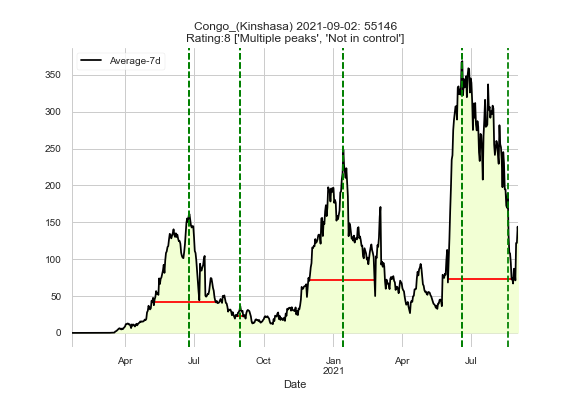 Congo_(Kinshasa) 2021-09-02: 55146
Rating:8 ['Multiple peaks', 'Not in control']
Average-7d
350
300
250
200
150
100
50
0
Apr Jul Oct Jan Apr Jul
2021
Date